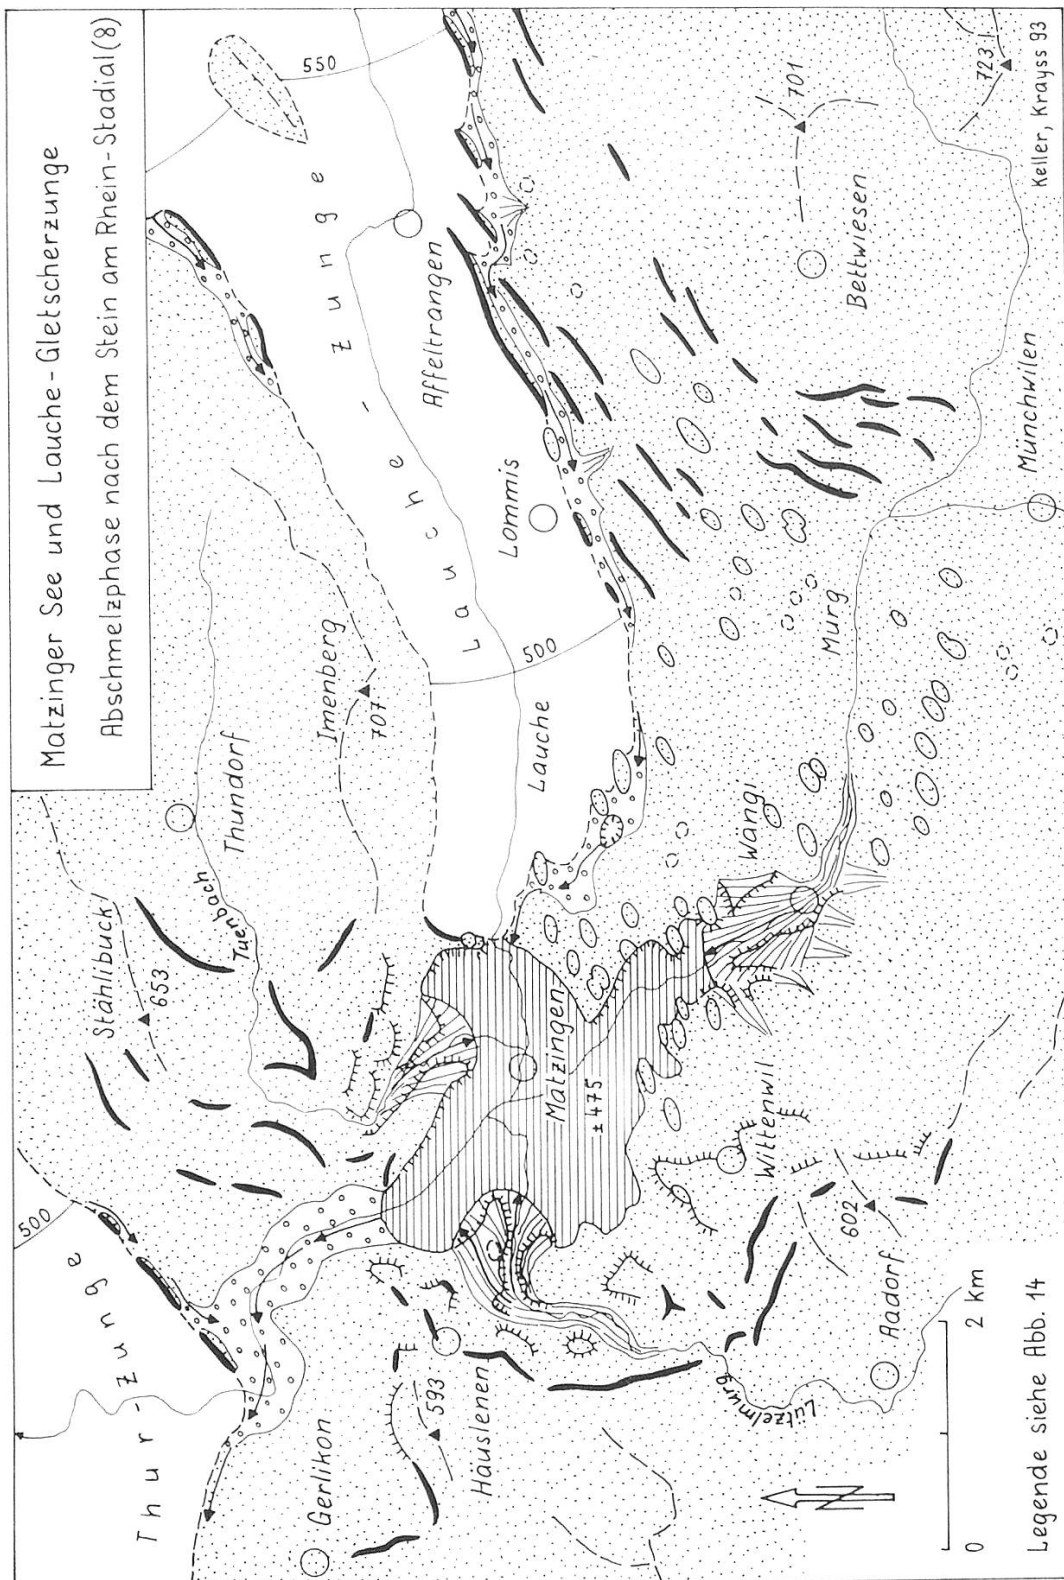 Matzinger See und Lauche-Gletscherzunge
Abschmelzphase nach dem Stein am Rhein-Stadial (8)
Thur-Zunge
500
Stählibuck
653
Thundorf
Tuenbach
550
Gerlikon
Imenberg
707
Lauche-Zunge
593
Häuslenen
Affeltrangen
Lauche
Lommis
500
Matzingen
± 475
Lützelmurg
Wittenwil
Wängi
602
Aadorf
Murg
701
Bettwiesen
Münchwilen
723
0
2 km
Legende siehe Abb. 14
Keller, Krayss 93